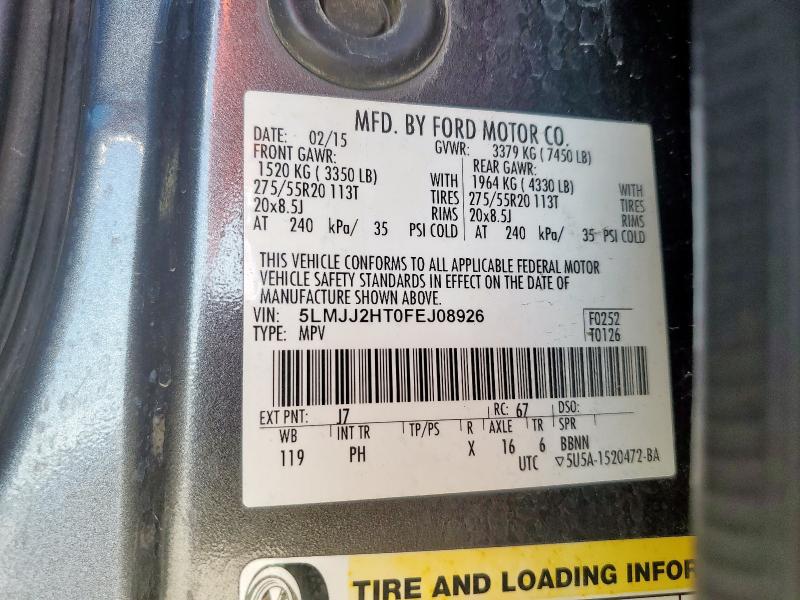 MFD. BY FORD MOTOR CO.
DATE: 02/15 GVWR: 3379 KG ( 7450 LB)
FRONT GAWR: REAR GAWR:
1520 KG ( 3350 LB) WITH 1964 KG ( 4330 LB) WITH
275/55R20 113T TIRES 275/55R20 113T TIRES
20x8.5J RIMS 20x8.5J RIMS
AT 240 kPa/ 35 PSI COLD AT 240 kPa/ 35 PSI COLD
THIS VEHICLE CONFORMS TO ALL APPLICABLE FEDERAL MOTOR
VEHICLE SAFETY STANDARDS IN EFFECT ON THE DATE OF
MANUFACTURE SHOWN ABOVE.
VIN: 5LMJJ2HT0FEJ08926 F0252
TYPE: MPV T0126
EXT PNT: J7 RC: 67 DSO:
WB INT TR TP/PS R AXLE TR SPR
119 PH X 16 6 BBNN
UTC ▽5U5A-1520472-BA
TIRE AND LOADING INFOR